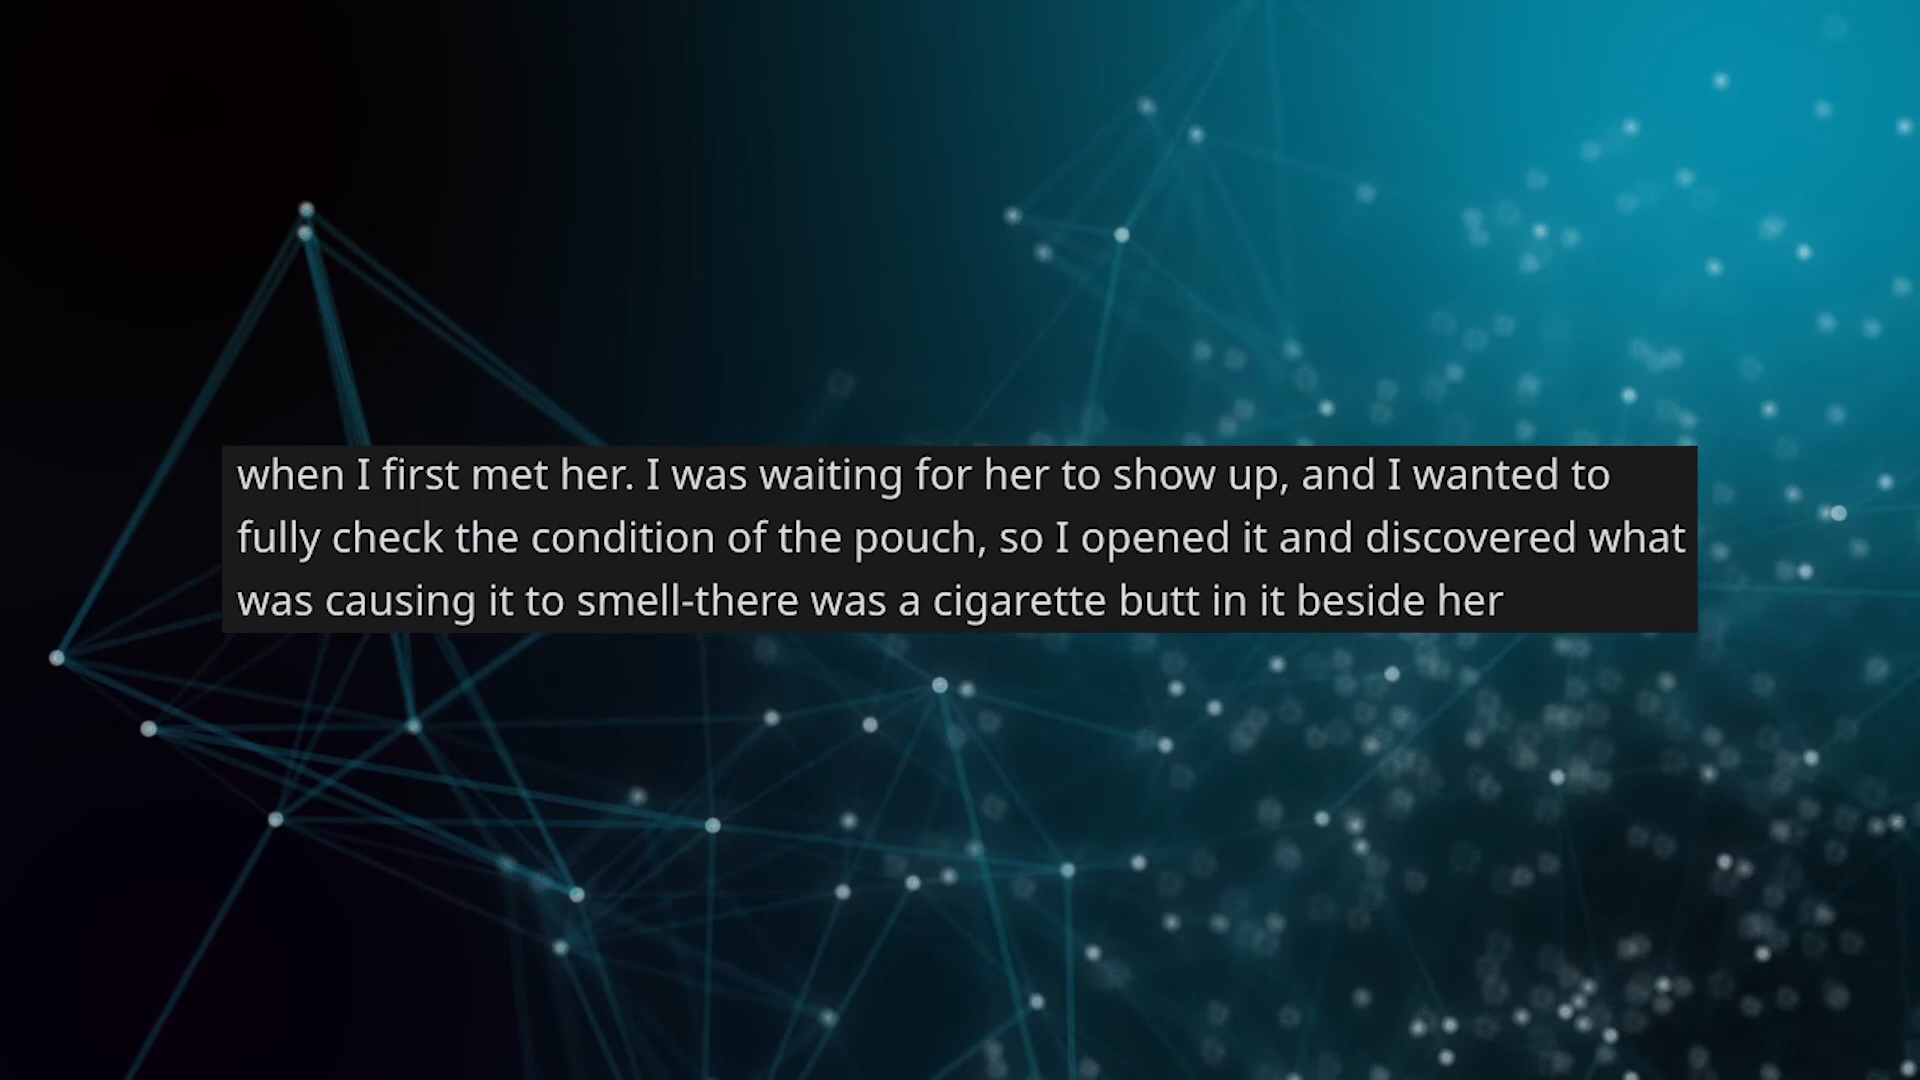 when I first met her. I was waiting for her to show up, and I wanted to
fully check the condition of the pouch, so I opened it and discovered what
was causing it to smell-there was a cigarette butt in it beside her